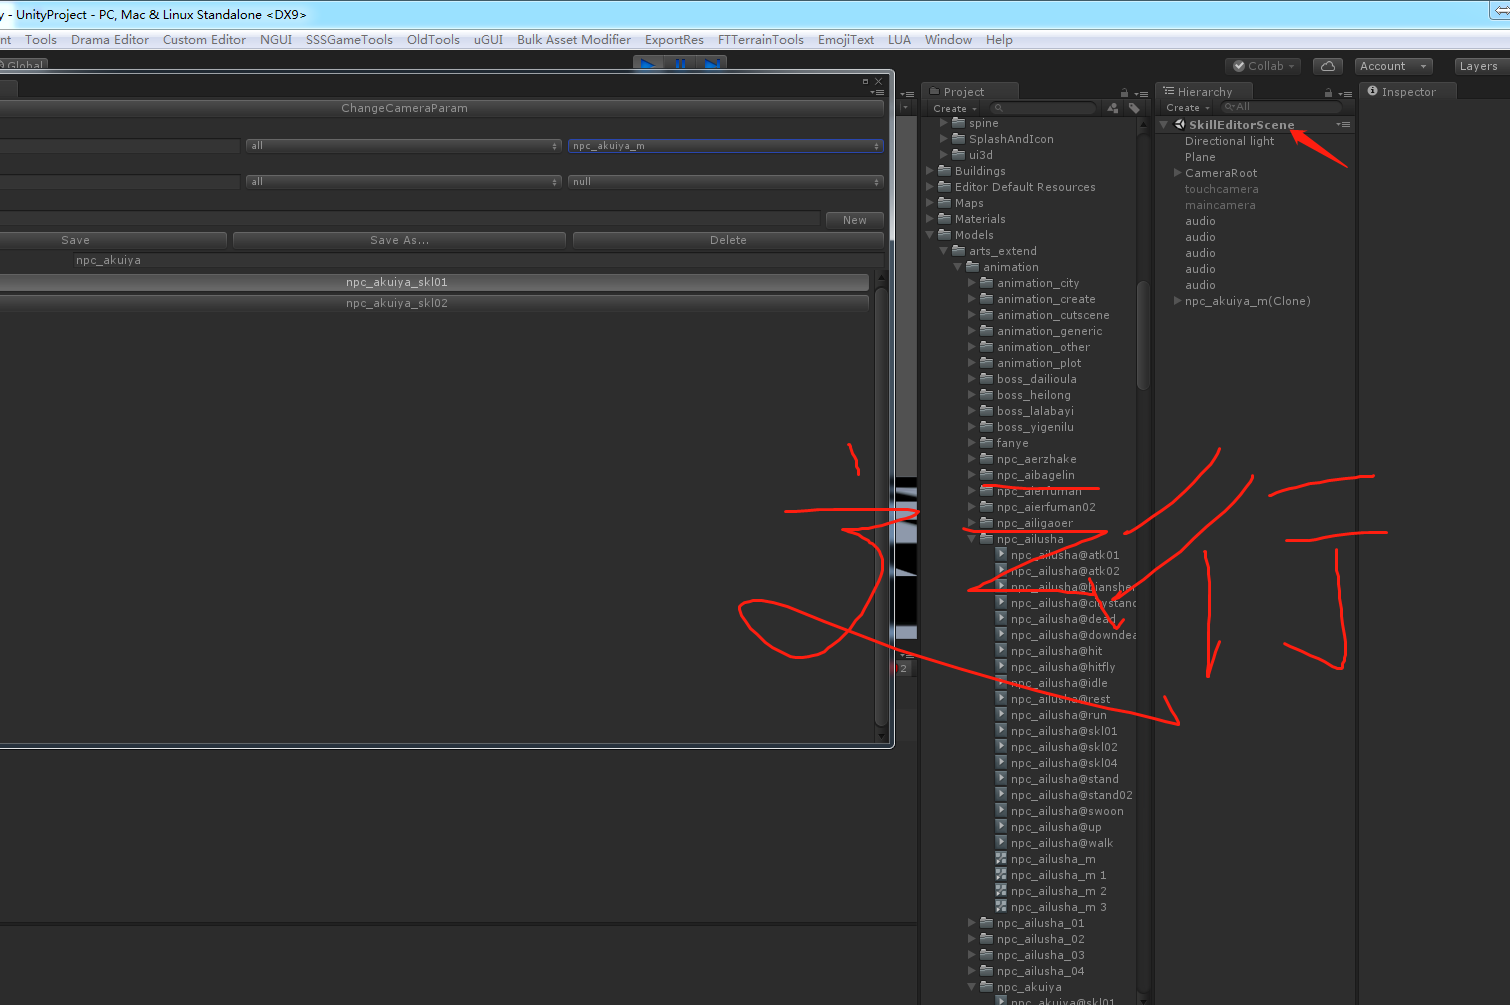 y - UnityProject - PC, Mac & Linux Standalone <DX9>
nt Tools Drama Editor Custom Editor NGUI SSSGameTools OldTools uGUI Bulk Asset Modifier ExportRes FTTerrainTools EmojiText LUA Window Help
Global
Collab Account Layers
ChangeCameraParam
all npc_akuiya_m
all null
New
Save Save As... Delete
npc_akuiya
npc_akuiya_skl01
npc_akuiya_skl02
2
Project
Create
spine
SplashAndIcon
ui3d
Buildings
Editor Default Resources
Maps
Materials
Models
arts_extend
animation
animation_city
animation_create
animation_cutscene
animation_generic
animation_other
animation_plot
boss_dailioula
boss_heilong
boss_lalabayi
boss_yigenilu
fanye
npc_aerzhake
npc_aibagelin
npc_aierfuman
npc_aierfuman02
npc_ailigaoer
npc_ailusha
npc_ailusha@atk01
npc_ailusha@atk02
npc_ailusha@bianshe
npc_ailusha@citystand
npc_ailusha@dead
npc_ailusha@downdea
npc_ailusha@hit
npc_ailusha@hitfly
npc_ailusha@idle
npc_ailusha@rest
npc_ailusha@run
npc_ailusha@skl01
npc_ailusha@skl02
npc_ailusha@skl04
npc_ailusha@stand
npc_ailusha@stand02
npc_ailusha@swoon
npc_ailusha@up
npc_ailusha@walk
npc_ailusha_m
npc_ailusha_m 1
npc_ailusha_m 2
npc_ailusha_m 3
npc_ailusha_01
npc_ailusha_02
npc_ailusha_03
npc_ailusha_04
npc_akuiya
npc_akuiya@skl01
Hierarchy
Create All
SkillEditorScene
Directional light
Plane
CameraRoot
touchcamera
maincamera
audio
audio
audio
audio
audio
npc_akuiya_m(Clone)
Inspector
运行